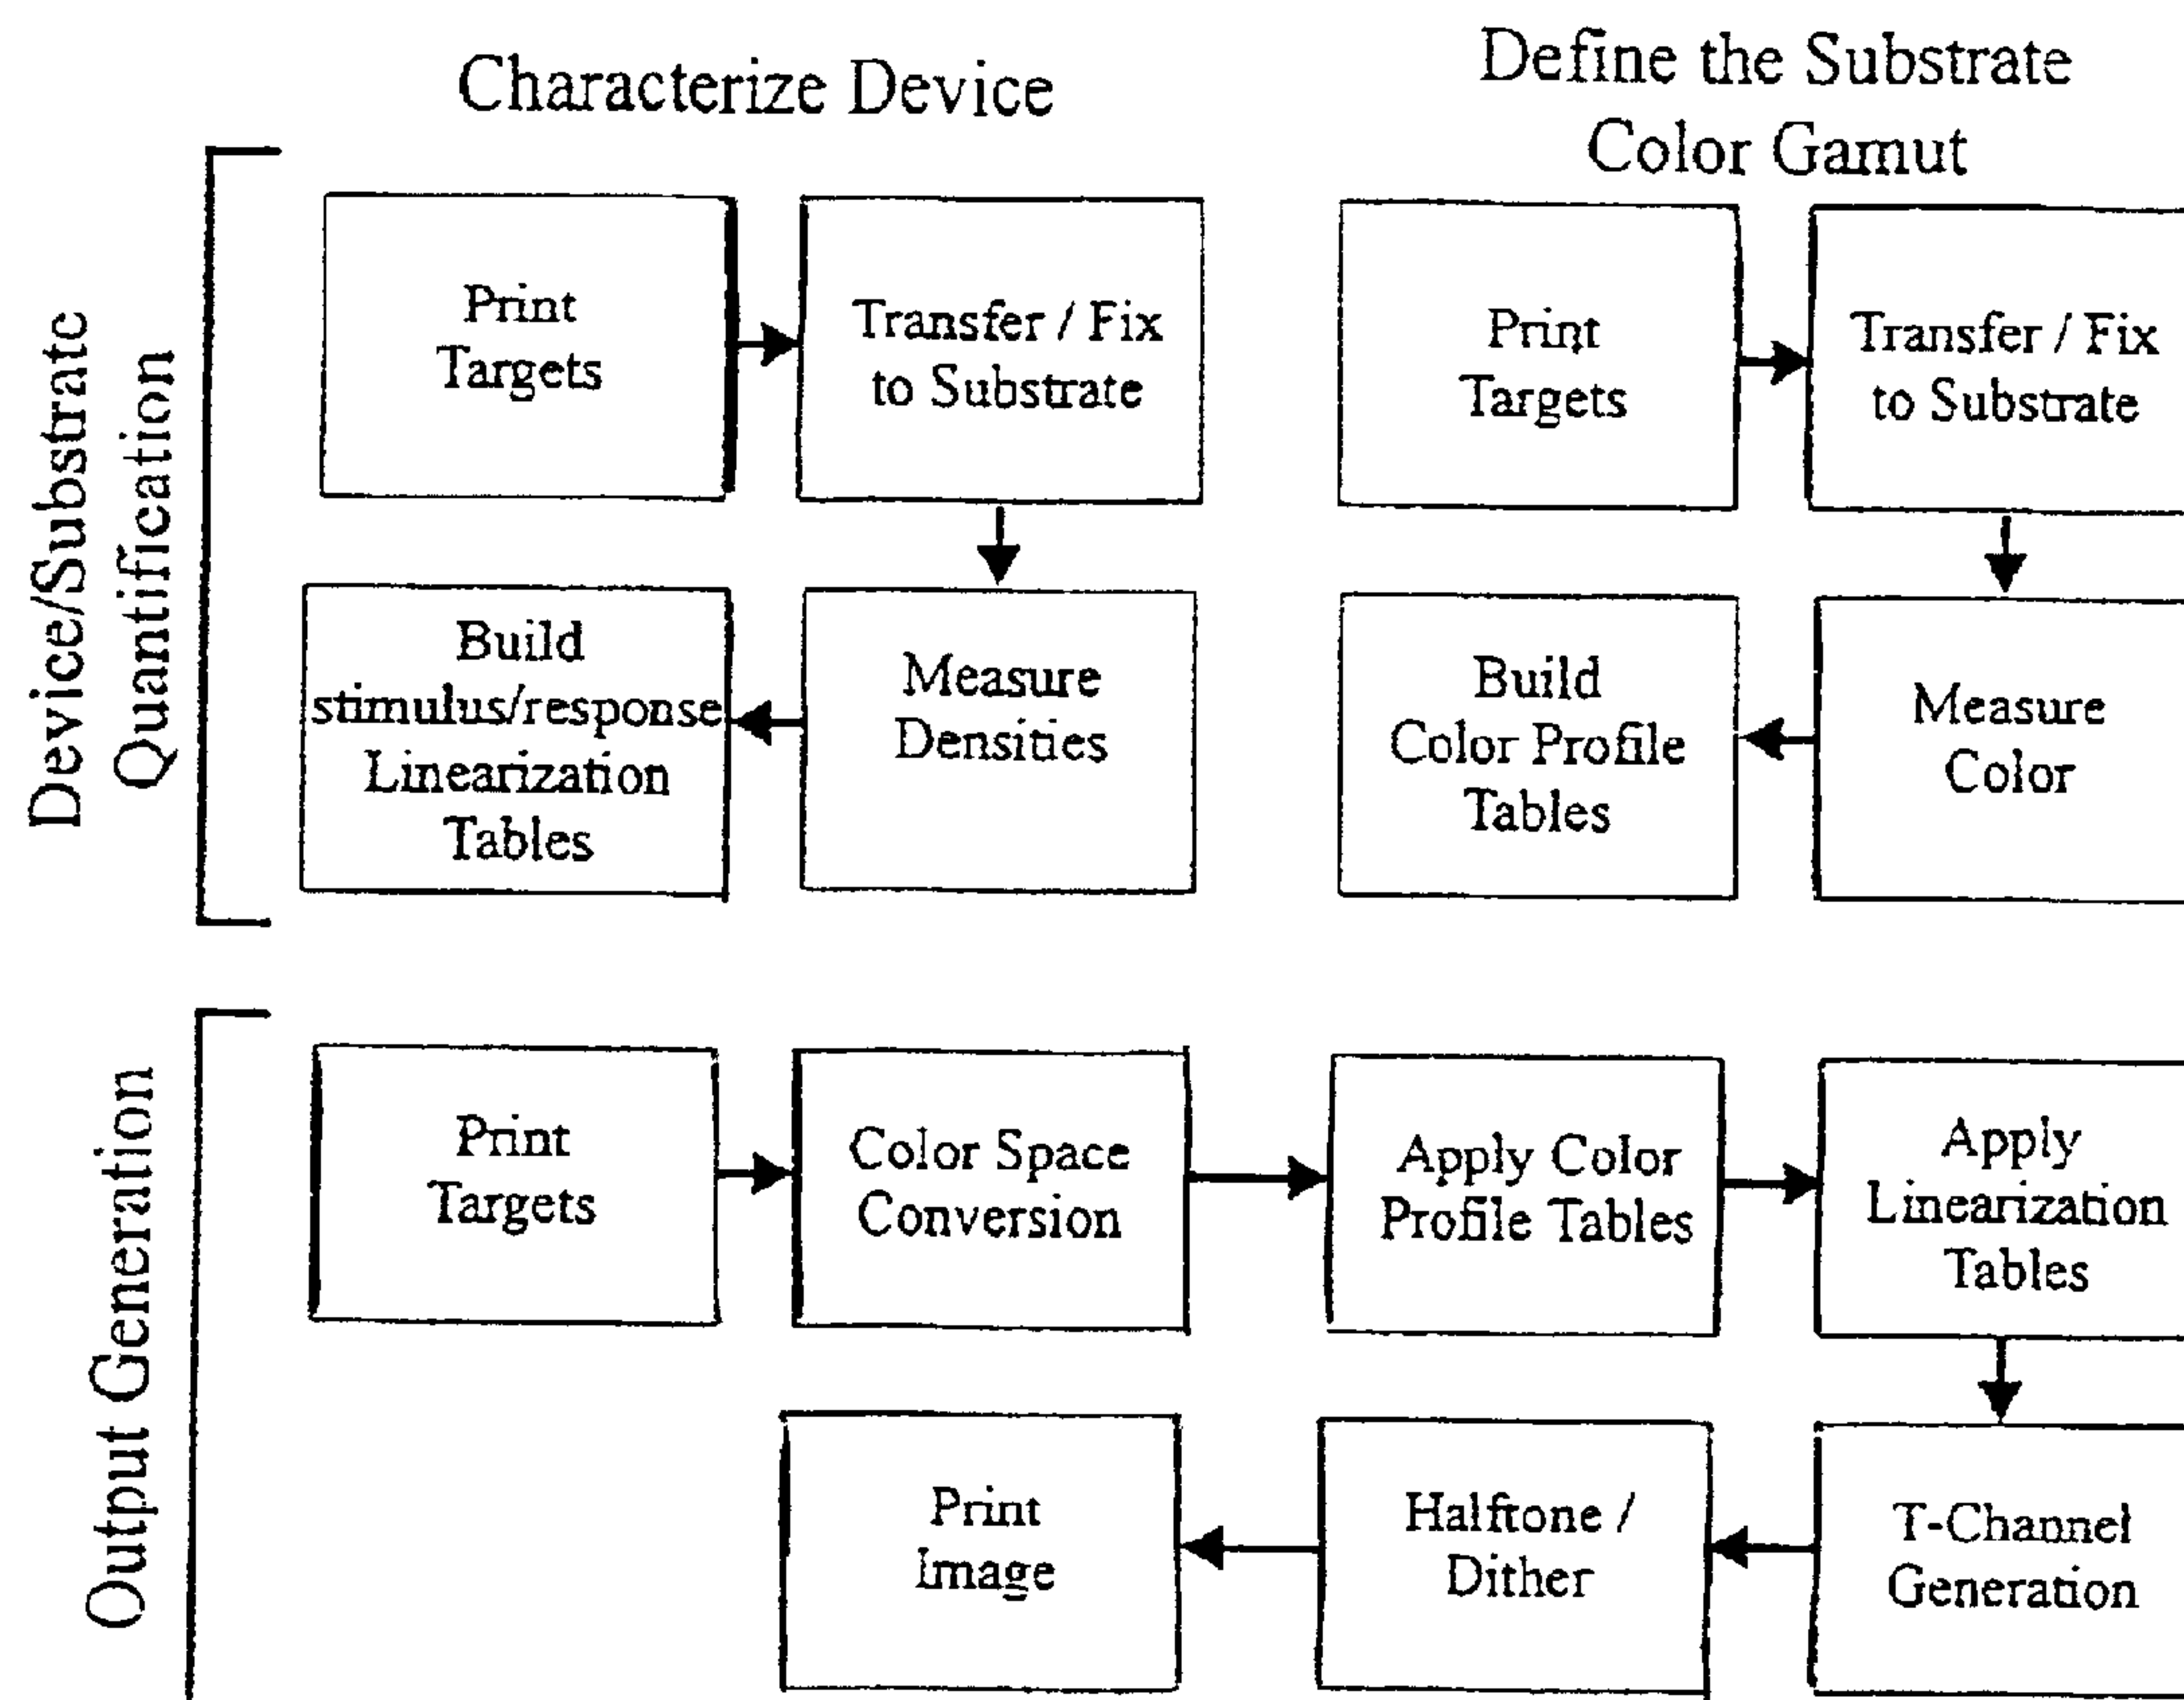 Characterize Device
Define the Substrate
Color Gamut
Device/Substrate
Quantification
Print
Targets
Transfer / Fix
to Substrate
Print
Targets
Transfer / Fix
to Substrate
Build
stimulus/response
Linearization
Tables
Measure
Densities
Build
Color Profile
Tables
Measure
Color
Output Generation
Print
Targets
Color Space
Conversion
Apply Color
Profile Tables
Apply
Linearization
Tables
Print
Image
Halftone /
Dither
T-Channel
Generation